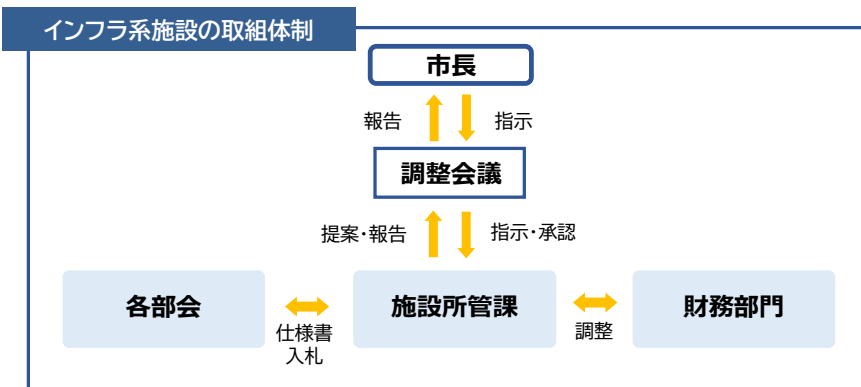 インフラ系施設の取組体制
市長
報告
指示
調整会議
提案・報告
指示・承認
各部会
仕様書
入札
施設所管課
調整
財務部門